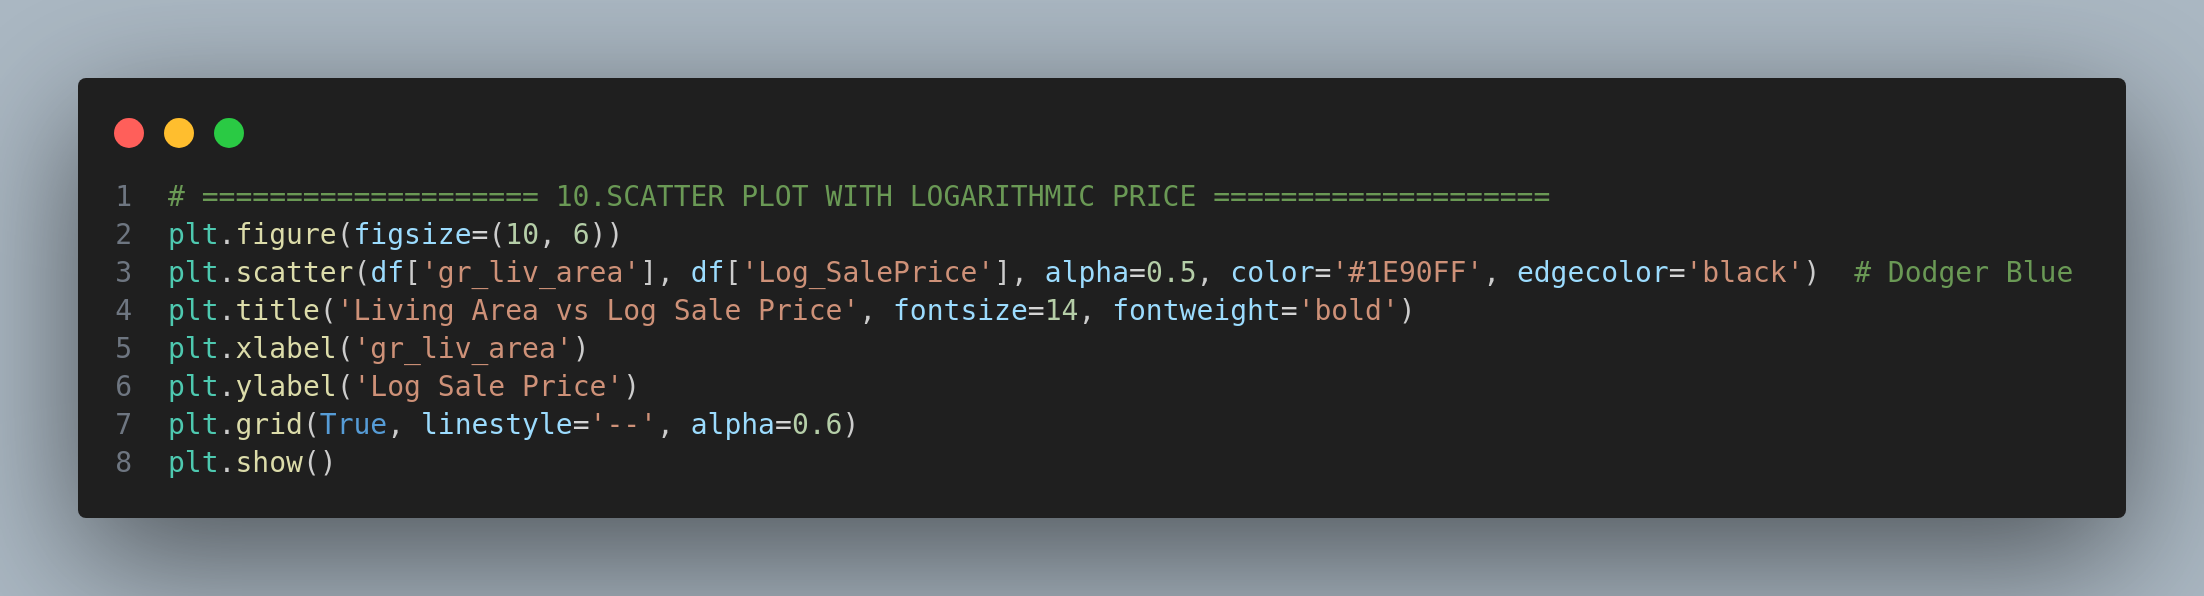 1 # ==================== 10.SCATTER PLOT WITH LOGARITHMIC PRICE ====================
2 plt.figure(figsize=(10, 6))
3 plt.scatter(df['gr_liv_area'], df['Log_SalePrice'], alpha=0.5, color='#1E90FF', edgecolor='black')  # Dodger Blue
4 plt.title('Living Area vs Log Sale Price', fontsize=14, fontweight='bold')
5 plt.xlabel('gr_liv_area')
6 plt.ylabel('Log Sale Price')
7 plt.grid(True, linestyle='--', alpha=0.6)
8 plt.show()